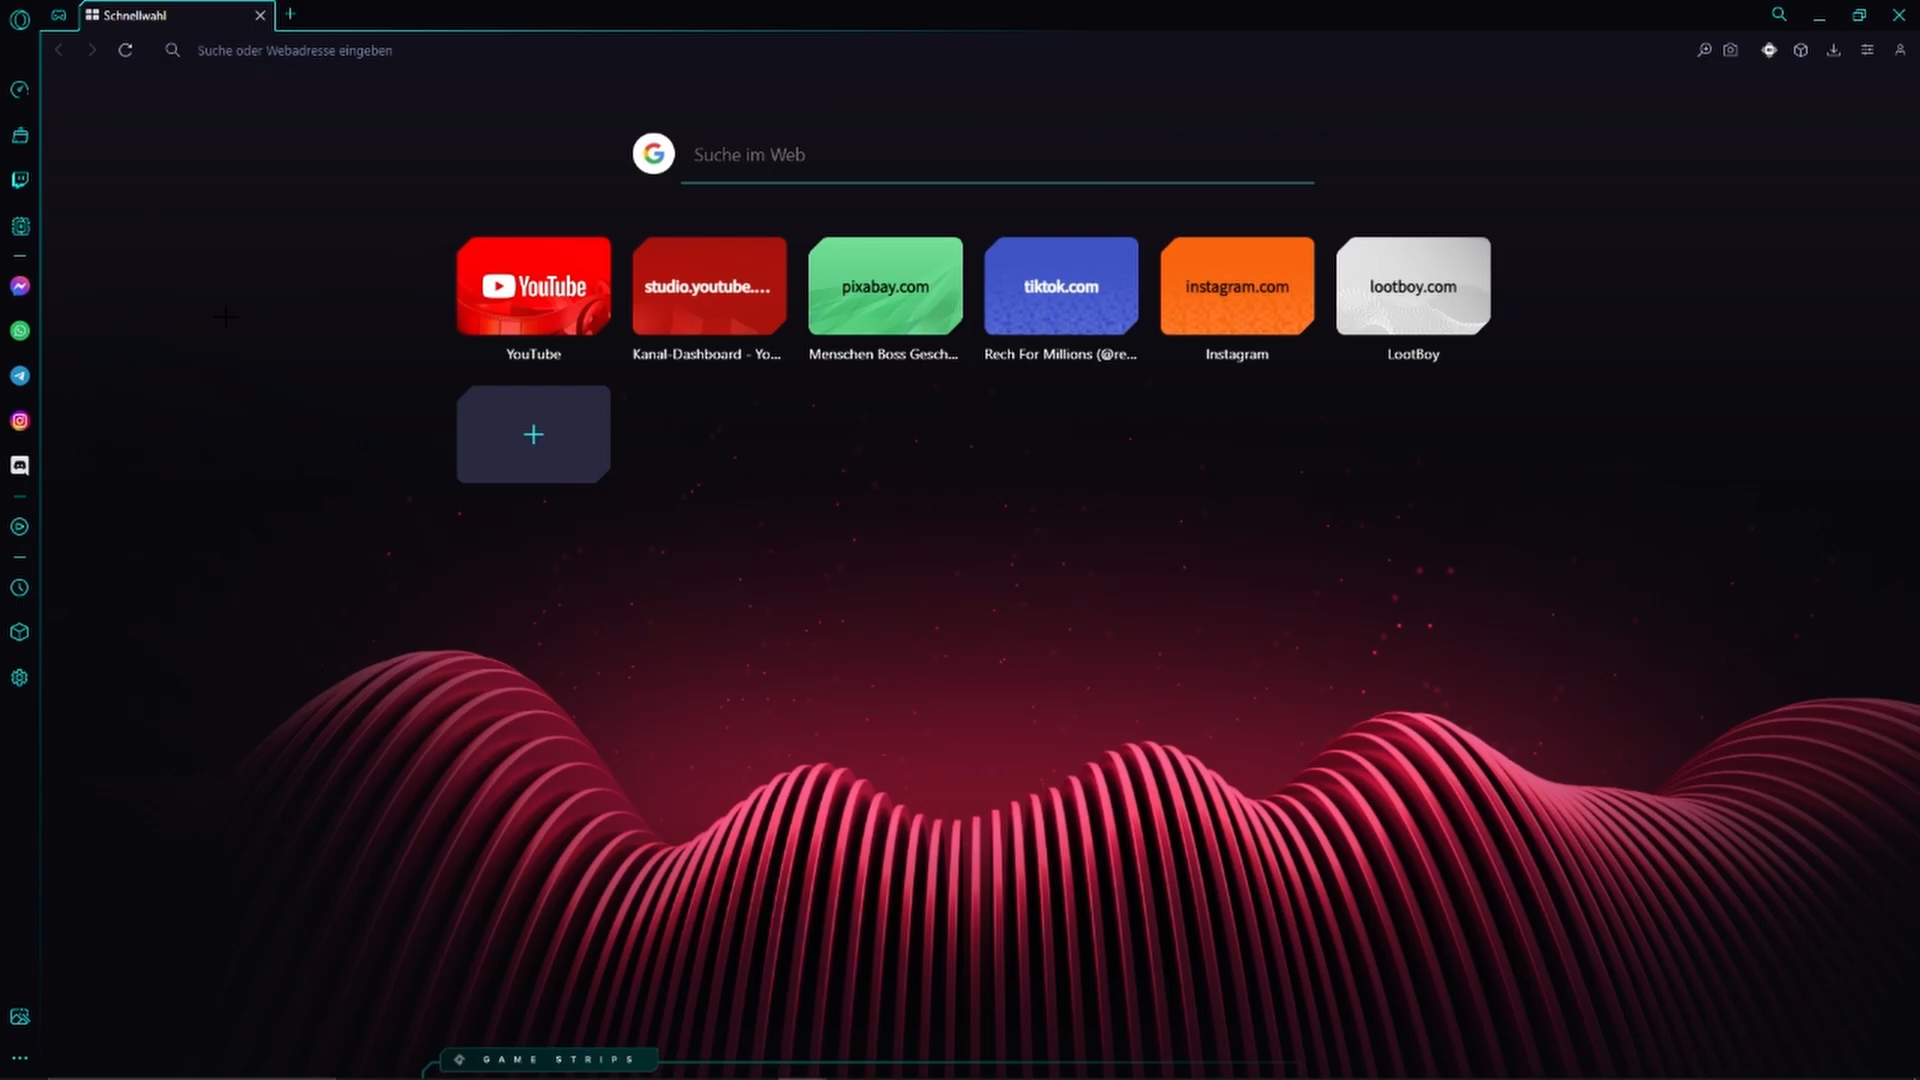 Schnellwahl
Suche oder Webadresse eingeben
Suche im Web
YouTube
studio.youtube....
pixabay.com
tiktok.com
instagram.com
lootboy.com
YouTube
Kanal-Dashboard - Yo...
Menschen Boss Gesch...
Rech For Millions (@re...
Instagram
LootBoy
GAME STRIPS